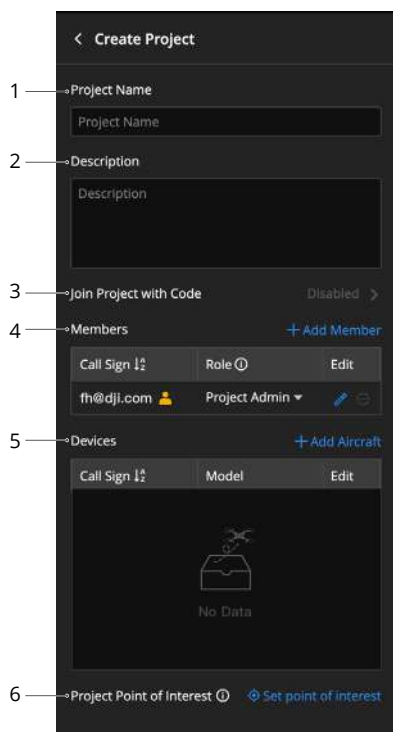 Create Project
1 Project Name
Project Name
2 Description
Description
3 Join Project with Code Disabled
4 Members + Add Member
Call Sign Role Edit
fh@dji.com Project Admin
5 Devices + Add Aircraft
Call Sign Model Edit
No Data
6 Project Point of Interest Set point of interest